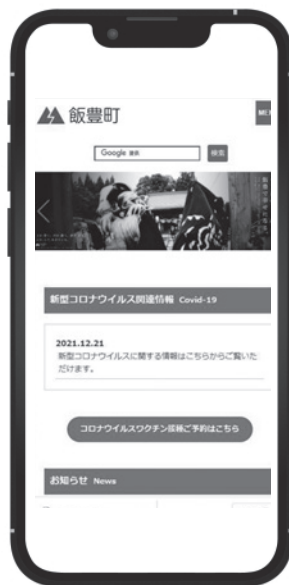 飯豊町
MEN
Google 提供
検索
新型コロナウイルス関連情報 Covid-19
2021.12.21
新型コロナウイルスに関する情報はこちらからご覧いた
だけます。
コロナウイルスワクチン接種ご予約はこちら
お知らせ News